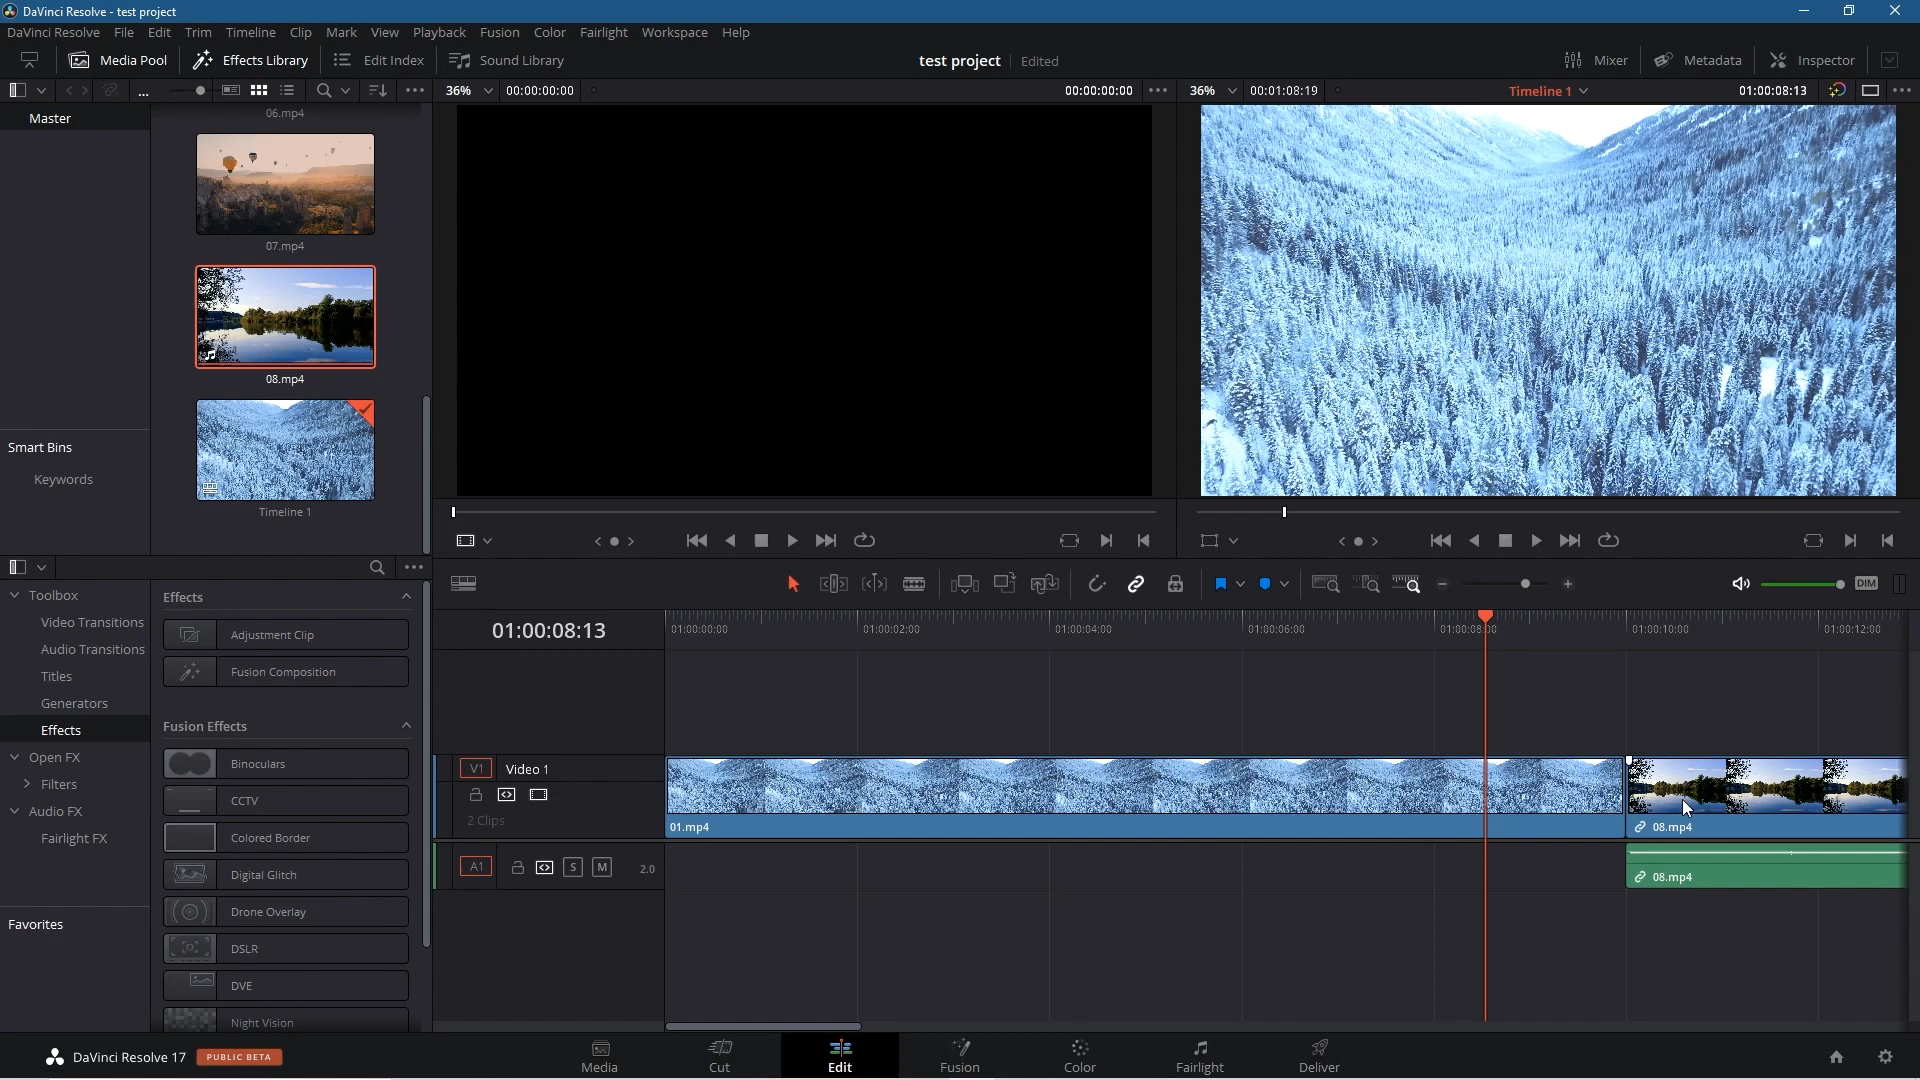 DaVinci Resolve - test project
DaVinci Resolve File Edit Trim Timeline Clip Mark View Playback Fusion Color Fairlight Workspace Help
Media Pool Effects Library Edit Index Sound Library test project Edited Mixer Metadata Inspector
... 36% 00:00:00:00 00:00:00:00 36% 00:01:08:19 Timeline 1 01:00:08:13
Master
06.mp4
07.mp4
08.mp4
Timeline 1
Smart Bins
Keywords
Toolbox
Video Transitions
Audio Transitions
Titles
Generators
Effects
Open FX
Filters
Audio FX
Fairlight FX
Favorites
Effects
Adjustment Clip
Fusion Composition
Fusion Effects
Binoculars
CCTV
Colored Border
Digital Glitch
Drone Overlay
DSLR
DVE
Night Vision
DIM
01:00:08:13
01:00:00:00 01:00:02:00 01:00:04:00 01:00:06:00 01:00:08:00 01:00:10:00 01:00:12:00
V1 Video 1
2 Clips
01.mp4
08.mp4
A1 S M 2.0
08.mp4
DaVinci Resolve 17 PUBLIC BETA
Media Cut Edit Fusion Color Fairlight Deliver